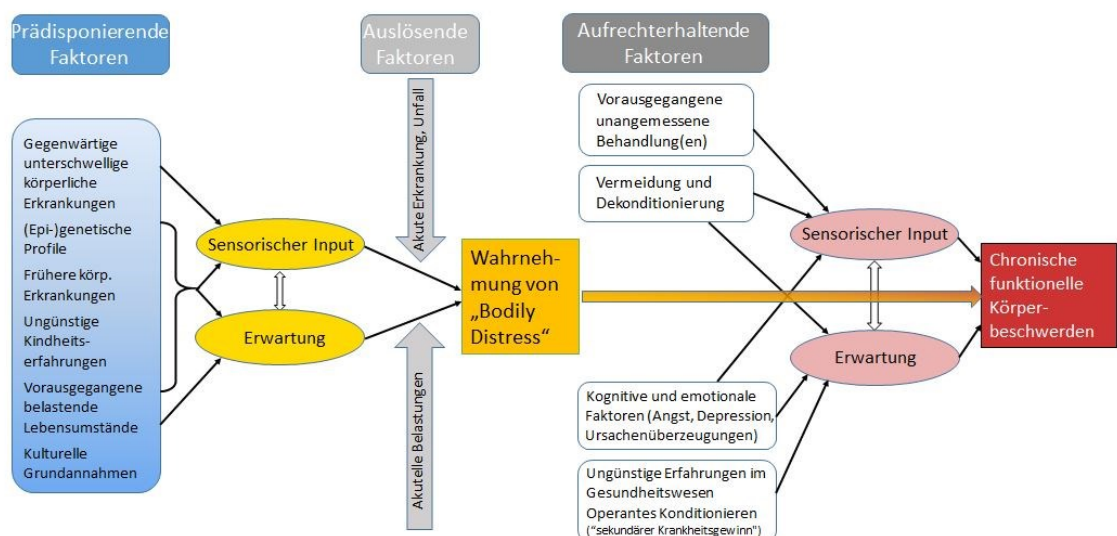 Prädisponierende
Faktoren
Auslösende
Faktoren
Aufrechterhaltende
Faktoren
Gegenwärtige
unterschwellige
körperliche
Erkrankungen
(Epi-)genetische
Profile
Frühere körp.
Erkrankungen
Ungünstige
Kindheits-
erfahrungen
Vorausgegangene
belastende
Lebensumstände
Kulturelle
Grundannahmen
Sensorischer Input
Erwartung
Akute Erkrankung, Unfall
Akutelle Belastungen
Wahrneh-
mung von
„Bodily
Distress“
Vorausgegangene
unangemessene
Behandlung(en)
Vermeidung und
Dekonditionierung
Sensorischer Input
Erwartung
Kognitive und emotionale
Faktoren (Angst, Depression,
Ursachenüberzeugungen)
Ungünstige Erfahrungen im
Gesundheitswesen
Operantes Konditionieren
(“sekundärer Krankheitsgewinn”)
Chronische
funktionelle
Körper-
beschwerden